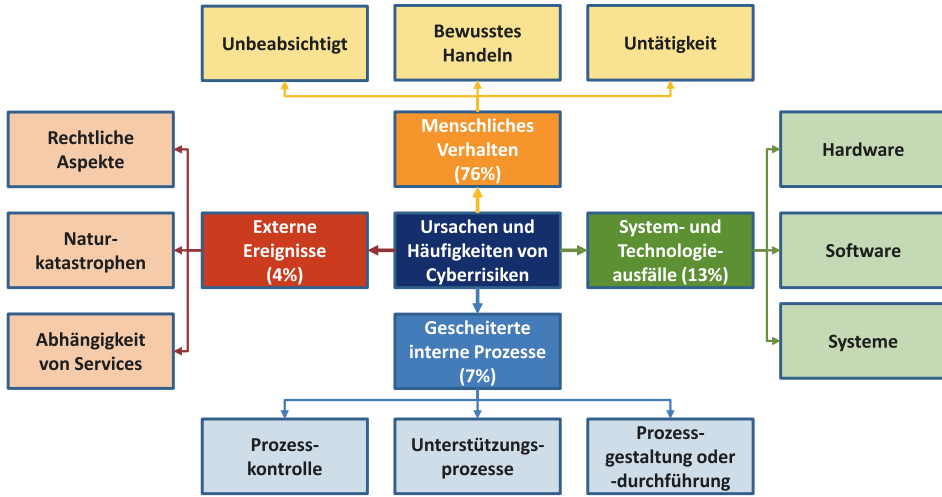 Unbeabsichtigt
Bewusstes
Handeln
Untätigkeit
Rechtliche
Aspekte
Menschliches
Verhalten
(76%)
Hardware
Natur-
katastrophen
Externe
Ereignisse
(4%)
Ursachen und
Häufigkeiten von
Cyberrisiken
System- und
Technologie-
ausfälle (13%)
Software
Abhängigkeit
von Services
Gescheiterte
interne Prozesse
(7%)
Systeme
Prozess-
kontrolle
Unterstützungs-
prozesse
Prozess-
gestaltung oder
-durchführung